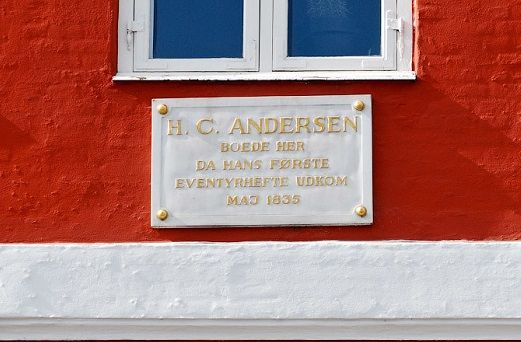 H. C. ANDERSEN
BOEDE HER
DA HANS FØRSTE
EVENTYRHEFTE UDKOM
MAJ 1835